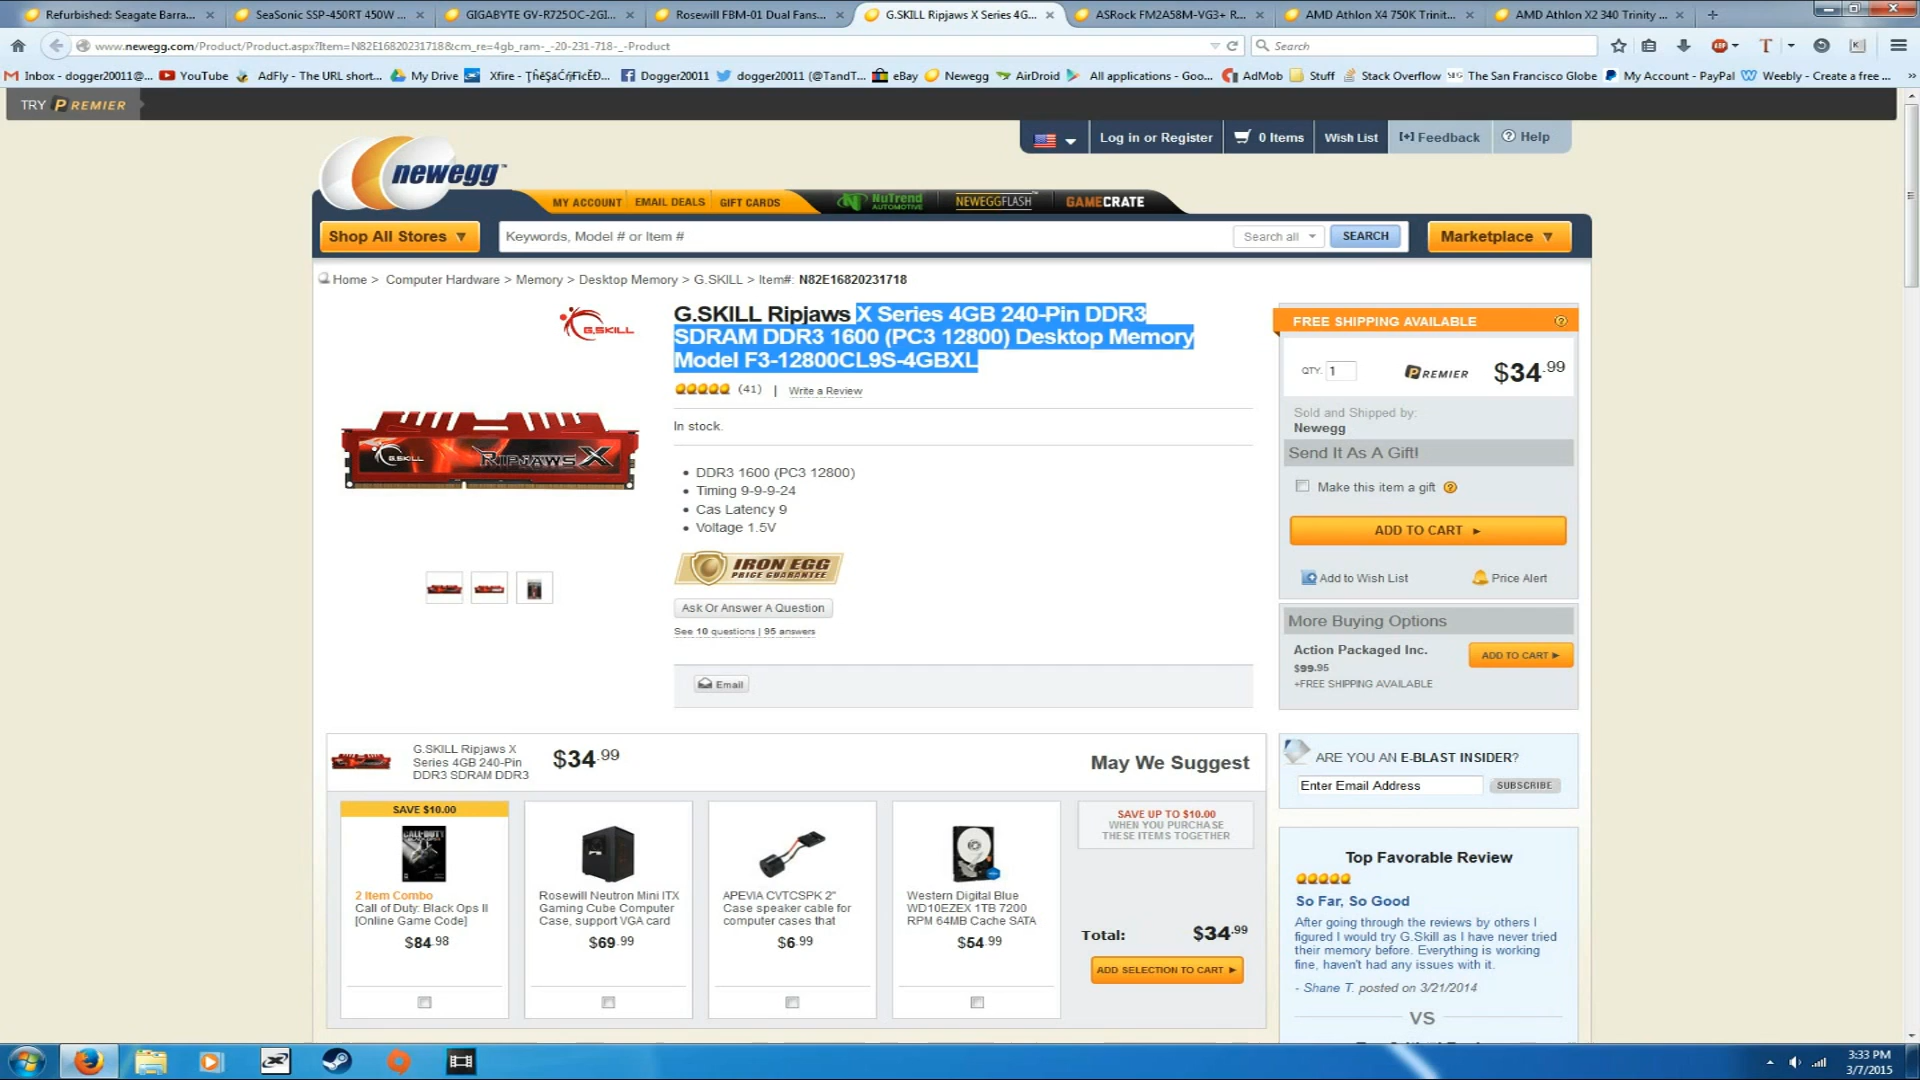 Refurbished: Seagate Barra...
SeaSonic SSP-450RT 450W ...
GIGABYTE GV-R725OC-2GI...
Rosewill FBM-01 Dual Fans...
G.SKILL Ripjaws X Series 4G...
ASRock FM2A58M-VG3+ R...
AMD Athlon X4 750K Trinit...
AMD Athlon X2 340 Trinity ...
www.newegg.com/Product/Product.aspx?Item=N82E16820231718&cm_re=4gb_ram-_-20-231-718-_-Product
Search
Inbox - dogger20011@...
YouTube
AdFly - The URL short...
My Drive
Dogger20011
dogger20011 (@TandT...
eBay
Newegg
AirDroid
All applications - Goo...
AdMob
Stuff
Stack Overflow
The San Francisco Globe
My Account - PayPal
Weebly - Create a free ...
TRY PREMIER
Log in or Register
0 Items
Wish List
[+] Feedback
Help
newegg™
MY ACCOUNT
EMAIL DEALS
GIFT CARDS
NUTREND AUTOMOTIVE
NEWEGGFLASH
GAMECRATE
Shop All Stores
Keywords, Model # or Item #
Search all
SEARCH
Marketplace
Home > Computer Hardware > Memory > Desktop Memory > G.SKILL > Item#: N82E16820231718
G.SKILL
G.SKILL Ripjaws X Series 4GB 240-Pin DDR3
SDRAM DDR3 1600 (PC3 12800) Desktop Memory
Model F3-12800CL9S-4GBXL
(41) | Write a Review
In stock.
DDR3 1600 (PC3 12800)
Timing 9-9-9-24
Cas Latency 9
Voltage 1.5V
G.SKILL RIPJAWS X
IRON EGG
PRICE GUARANTEE
Ask Or Answer A Question
See 10 questions | 95 answers
Email
FREE SHIPPING AVAILABLE
QTY. 1 PREMIER $34.99
Sold and Shipped by:
Newegg
Send It As A Gift!
Make this item a gift
ADD TO CART
Add to Wish List
Price Alert
More Buying Options
Action Packaged Inc.
$99.95
+FREE SHIPPING AVAILABLE
ADD TO CART
G.SKILL Ripjaws X
Series 4GB 240-Pin
DDR3 SDRAM DDR3
$34.99
May We Suggest
SAVE $10.00
CALL OF DUTY
2 Item Combo
Call of Duty: Black Ops II
[Online Game Code]
$84.98
Rosewill Neutron Mini ITX
Gaming Cube Computer
Case, support VGA card
$69.99
APEVIA CVTCSPK 2"
Case speaker cable for
computer cases that
$6.99
Western Digital Blue
WD10EZEX 1TB 7200
RPM 64MB Cache SATA
$54.99
SAVE UP TO $10.00
WHEN YOU PURCHASE
THESE ITEMS TOGETHER
Total: $34.99
ADD SELECTION TO CART
ARE YOU AN E-BLAST INSIDER?
Enter Email Address
SUBSCRIBE
Top Favorable Review
So Far, So Good
After going through the reviews by others I
figured I would try G.Skill as I have never tried
their memory before. Everything is working
fine, haven't had any issues with it.
- Shane T. posted on 3/21/2014
VS
3:33 PM
3/7/2015